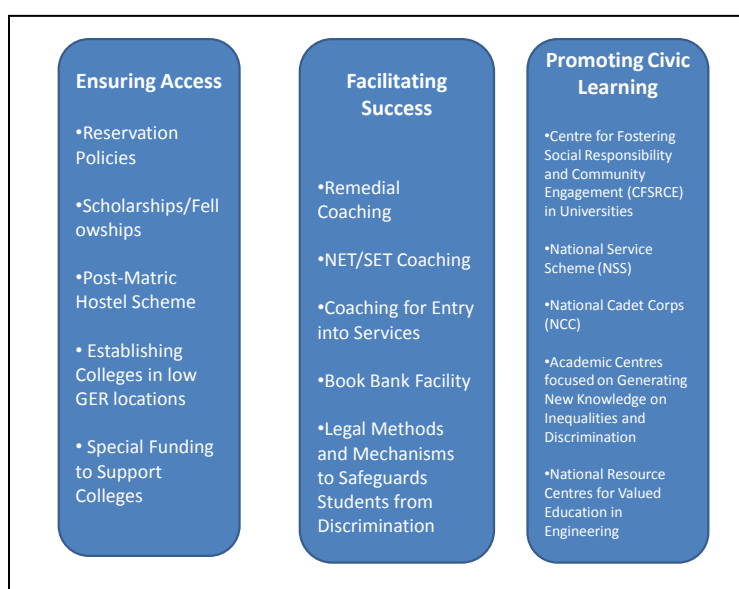 Ensuring Access
•Reservation
Policies
•Scholarships/Fell
owships
•Post-Matric
Hostel Scheme
• Establishing
Colleges in low
GER locations
• Special Funding
to Support
Colleges
Facilitating
Success
•Remedial
Coaching
•NET/SET Coaching
•Coaching for Entry
into Services
•Book Bank Facility
•Legal Methods
and Mechanisms
to Safeguards
Students from
Discrimination
Promoting Civic
Learning
•Centre for Fostering
Social Responsibility
and Community
Engagement (CFSRCE)
in Universities
•National Service
Scheme (NSS)
•National Cadet Corps
(NCC)
•Academic Centres
focused on Generating
New Knowledge on
Inequalities and
Discrimination
•National Resource
Centres for Valued
Education in
Engineering